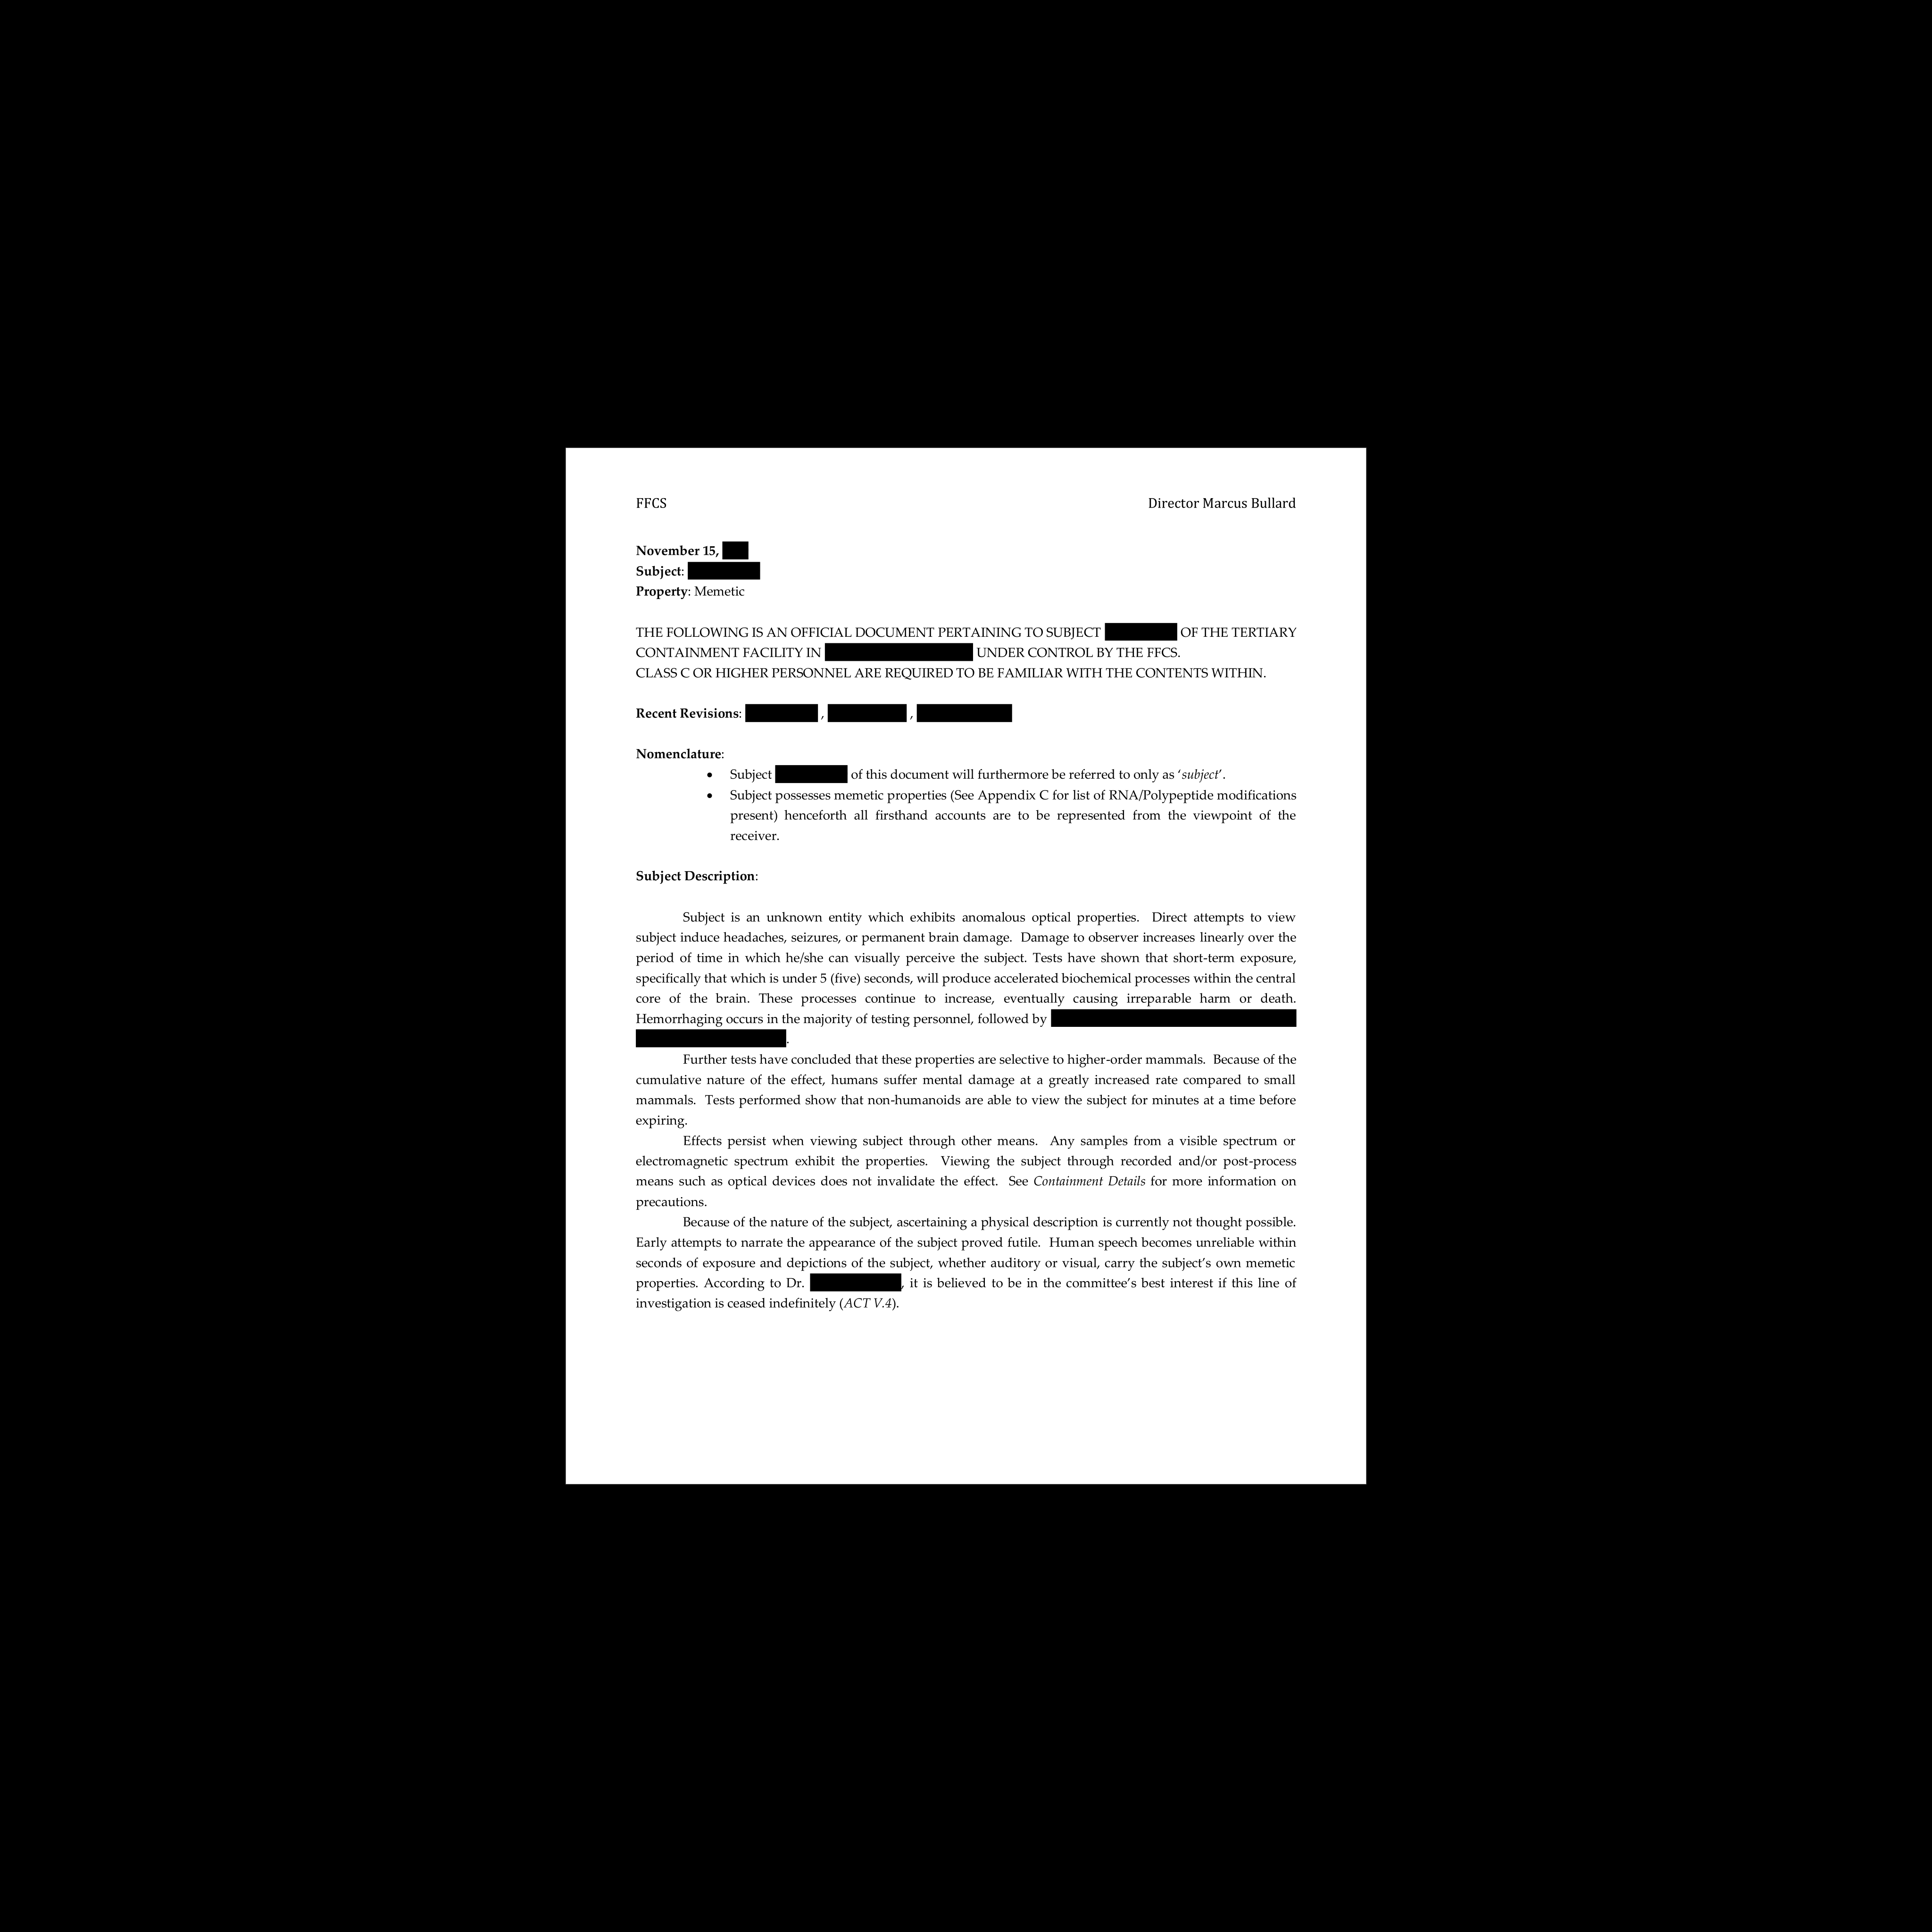 FFCS Director Marcus Bullard
November 15,
Subject:
Property: Memetic
THE FOLLOWING IS AN OFFICIAL DOCUMENT PERTAINING TO SUBJECT OF THE TERTIARY
CONTAINMENT FACILITY IN UNDER CONTROL BY THE FFCS.
CLASS C OR HIGHER PERSONNEL ARE REQUIRED TO BE FAMILIAR WITH THE CONTENTS WITHIN.
Recent Revisions: , ,
Nomenclature:
• Subject of this document will furthermore be referred to only as ‘subject’.
• Subject possesses memetic properties (See Appendix C for list of RNA/Polypeptide modifications
present) henceforth all firsthand accounts are to be represented from the viewpoint of the
receiver.
Subject Description:
Subject is an unknown entity which exhibits anomalous optical properties. Direct attempts to view
subject induce headaches, seizures, or permanent brain damage. Damage to observer increases linearly over the
period of time in which he/she can visually perceive the subject. Tests have shown that short-term exposure,
specifically that which is under 5 (five) seconds, will produce accelerated biochemical processes within the central
core of the brain. These processes continue to increase, eventually causing irreparable harm or death.
Hemorrhaging occurs in the majority of testing personnel, followed by
.
Further tests have concluded that these properties are selective to higher-order mammals. Because of the
cumulative nature of the effect, humans suffer mental damage at a greatly increased rate compared to small
mammals. Tests performed show that non-humanoids are able to view the subject for minutes at a time before
expiring.
Effects persist when viewing subject through other means. Any samples from a visible spectrum or
electromagnetic spectrum exhibit the properties. Viewing the subject through recorded and/or post-process
means such as optical devices does not invalidate the effect. See Containment Details for more information on
precautions.
Because of the nature of the subject, ascertaining a physical description is currently not thought possible.
Early attempts to narrate the appearance of the subject proved futile. Human speech becomes unreliable within
seconds of exposure and depictions of the subject, whether auditory or visual, carry the subject’s own memetic
properties. According to Dr. , it is believed to be in the committee’s best interest if this line of
investigation is ceased indefinitely (ACT V.4).